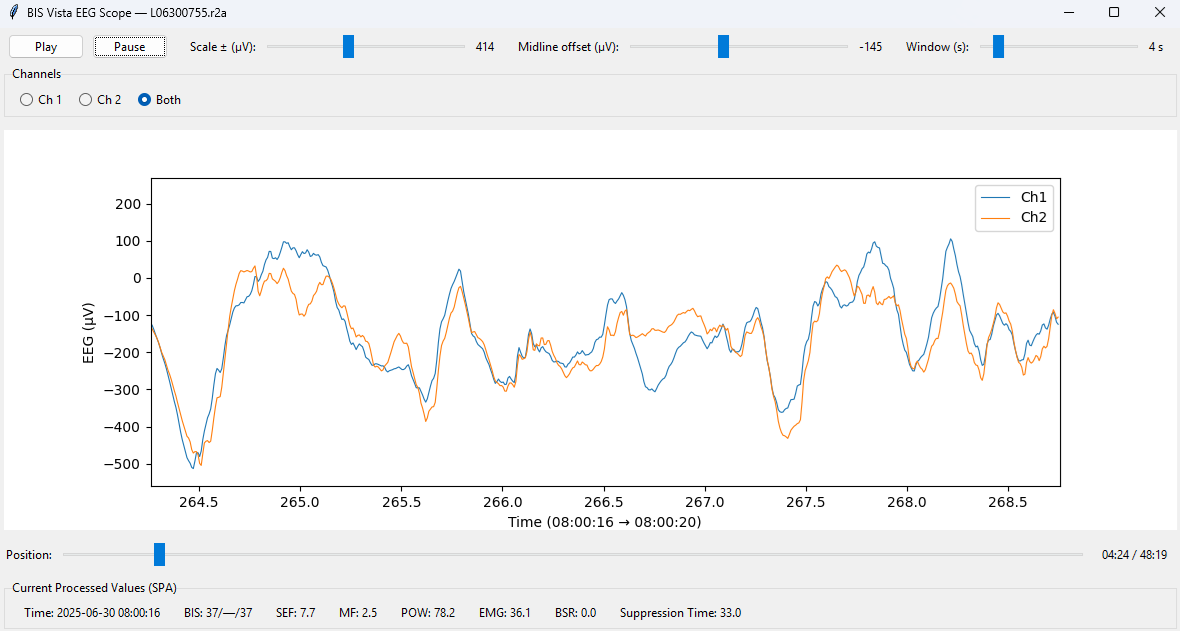 BIS Vista EEG Scope — L06300755.r2a
Play Pause Scale ± (µV): 414 Midline offset (µV): -145 Window (s): 4 s
Channels
Ch 1 Ch 2 Both
Ch1
Ch2
200
100
0
−100
−200
−300
−400
−500
EEG (µV)
264.5 265.0 265.5 266.0 266.5 267.0 267.5 268.0 268.5
Time (08:00:16 → 08:00:20)
Position: 04:24 / 48:19
Current Processed Values (SPA)
Time: 2025-06-30 08:00:16 BIS: 37/—/37 SEF: 7.7 MF: 2.5 POW: 78.2 EMG: 36.1 BSR: 0.0 Suppression Time: 33.0